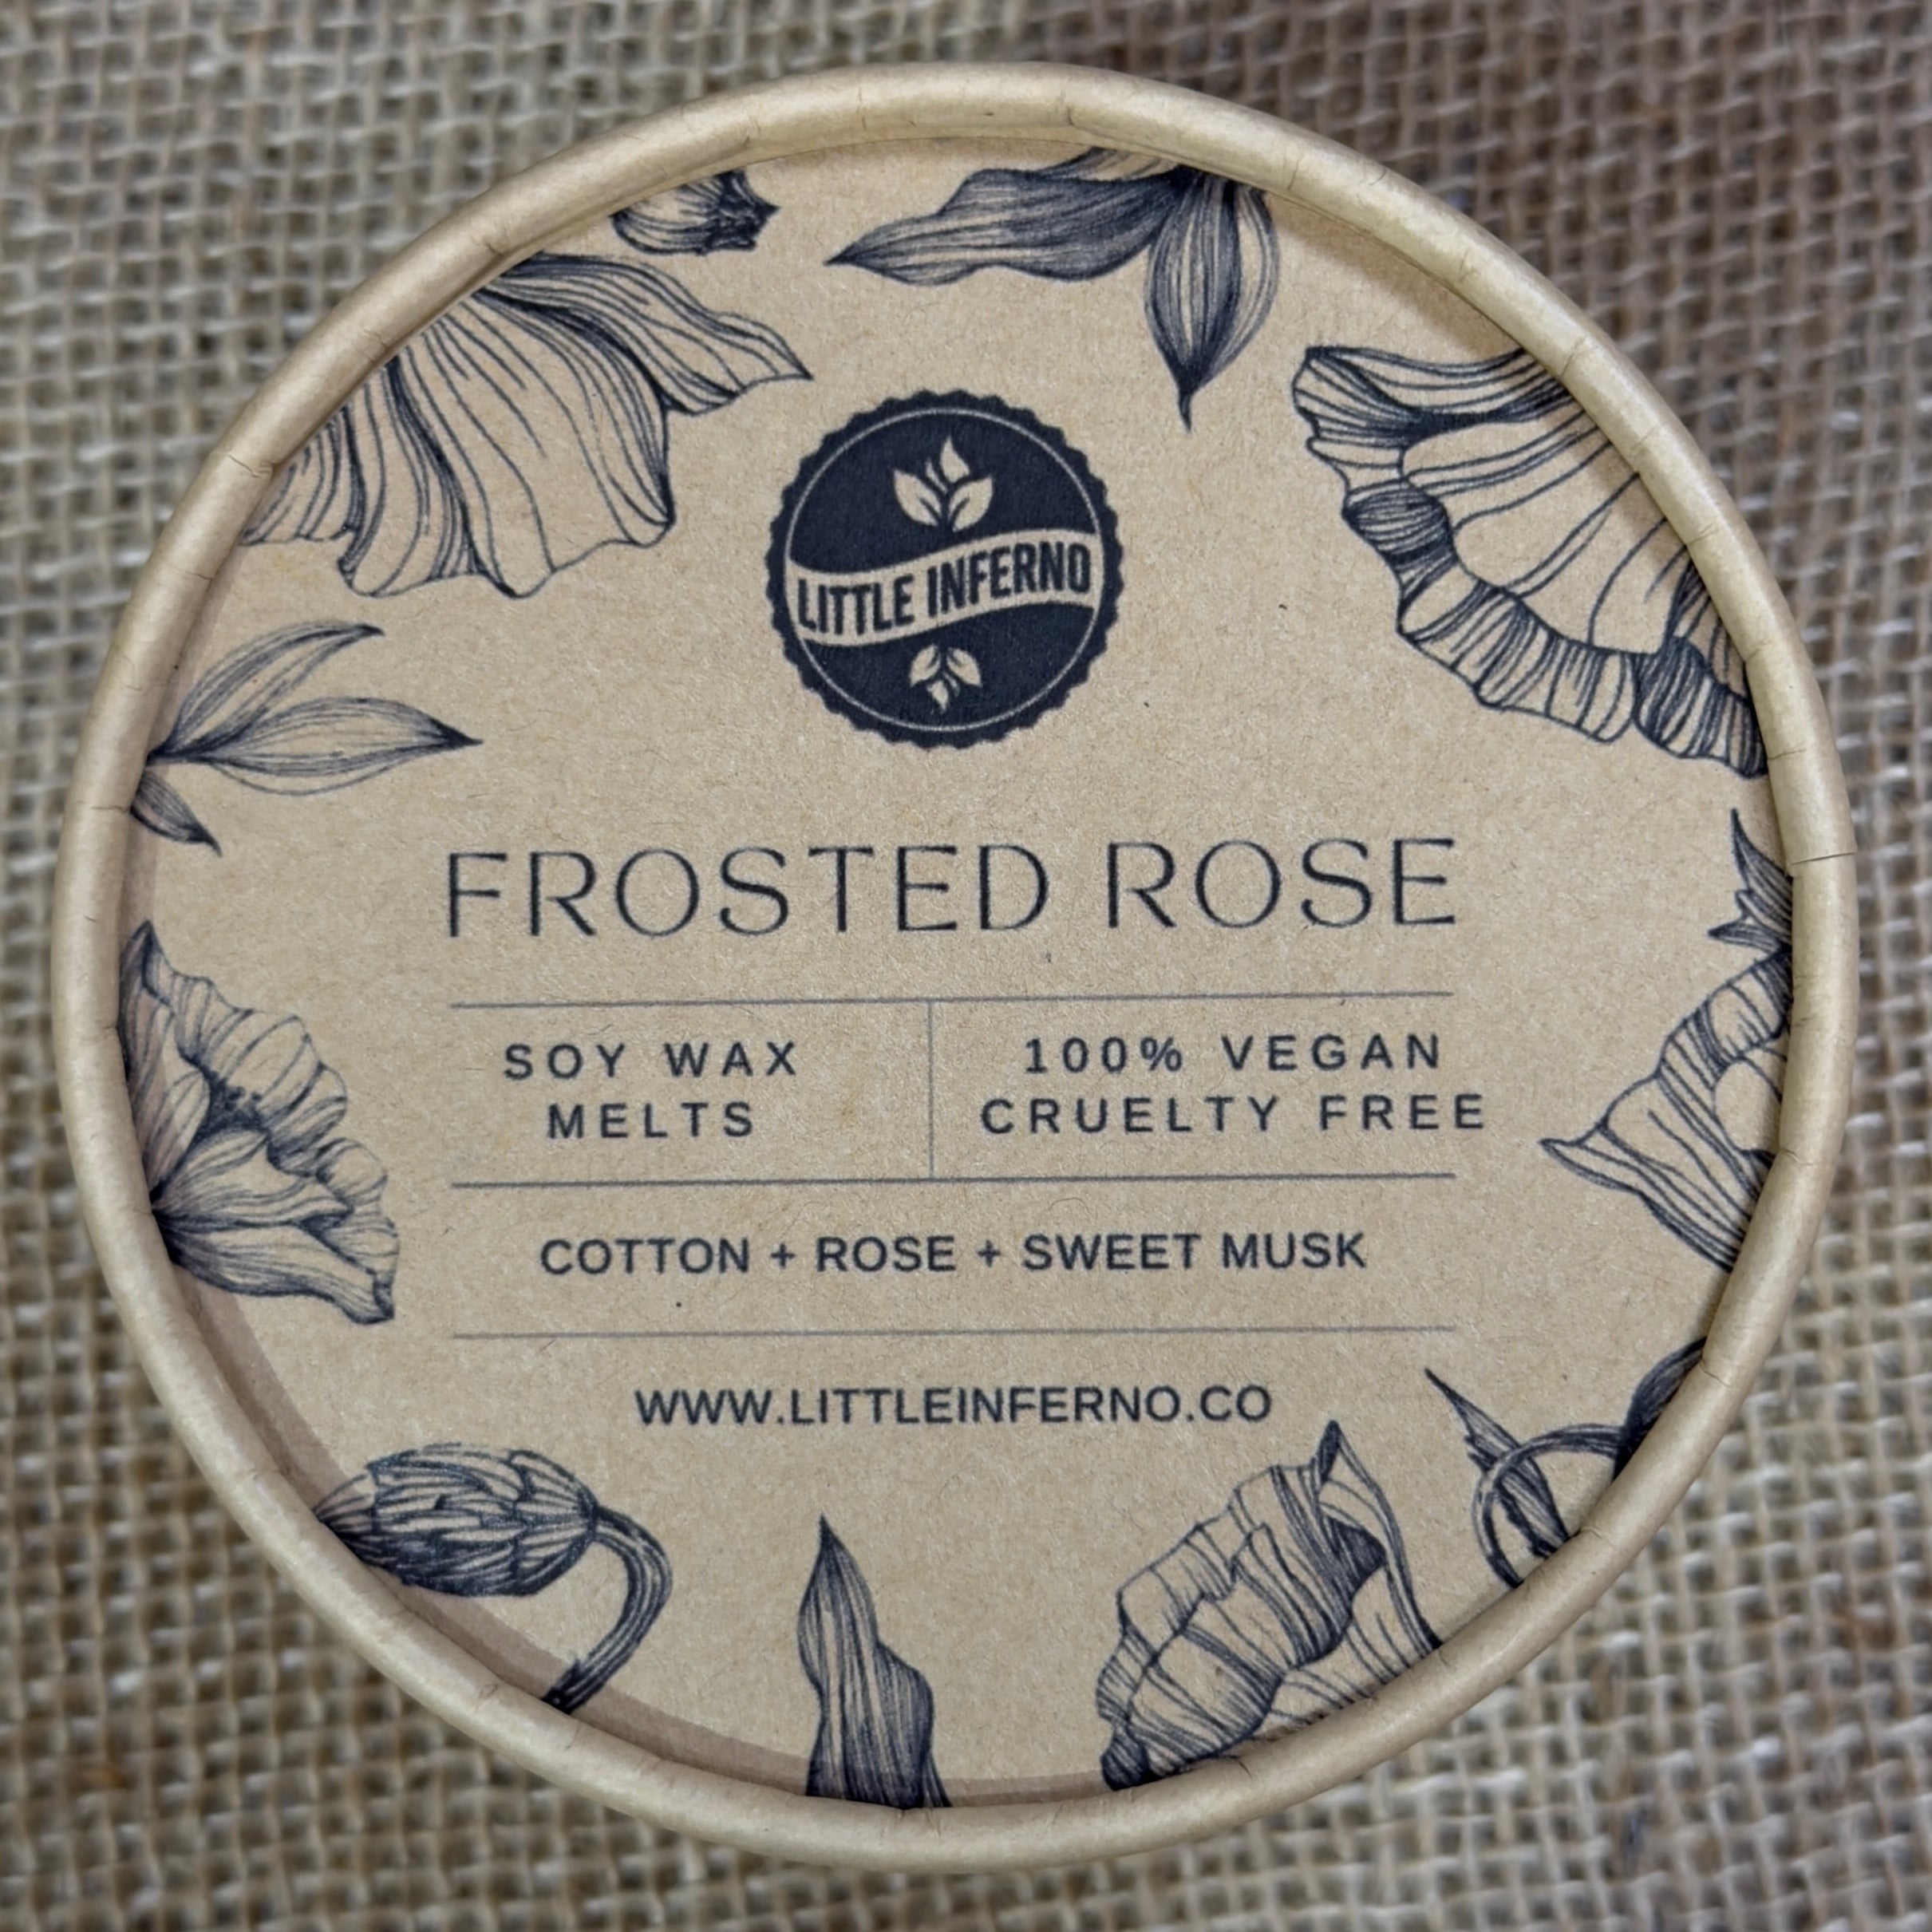 LITTLE INFERNO
FROSTED ROSE
SOY WAX
MELTS
100% VEGAN
CRUELTY FREE
COTTON + ROSE + SWEET MUSK
WWW.LITTLEINFERNO.CO